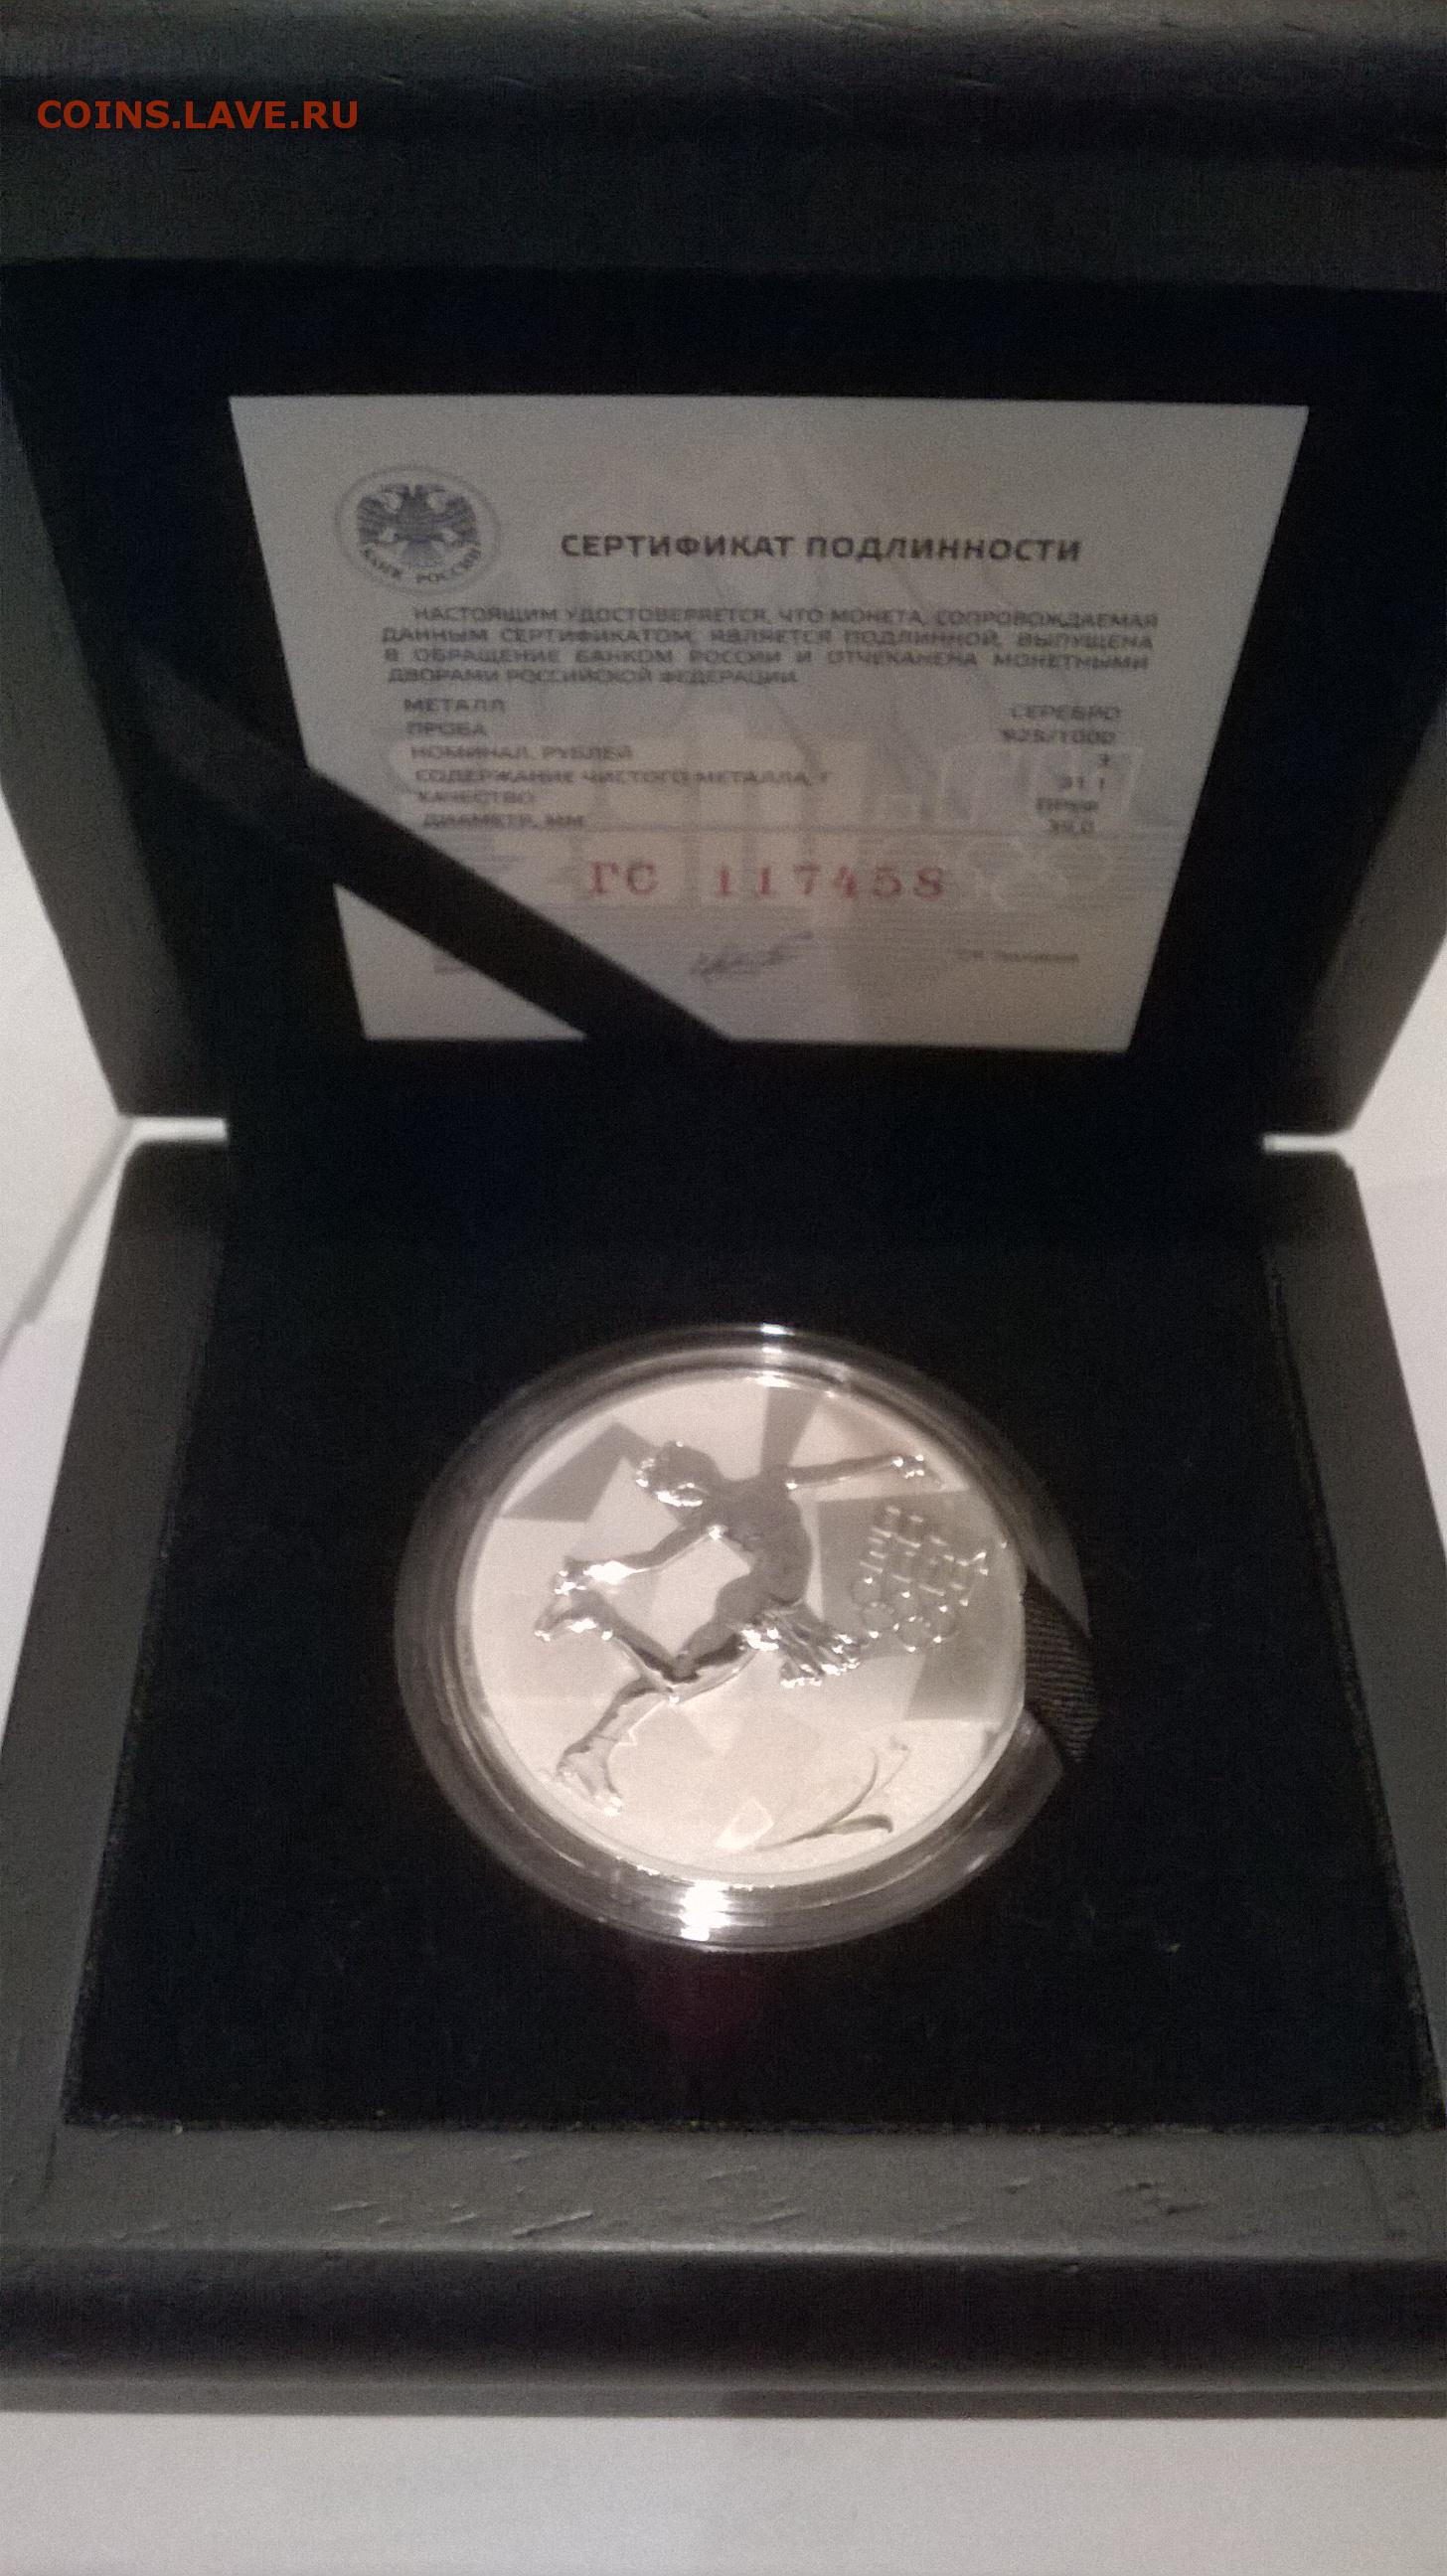 COINS.LAVE.RU
БАНК РОССИИ
СЕРТИФИКАТ ПОДЛИННОСТИ
НАСТОЯЩИМ УДОСТОВЕРЯЕТСЯ, ЧТО МОНЕТА, СОПРОВОЖДАЕМАЯ
ДАННЫМ СЕРТИФИКАТОМ, ЯВЛЯЕТСЯ ПОДЛИННОЙ, ВЫПУЩЕНА
В ОБРАЩЕНИЕ БАНКОМ РОССИИ И ОТЧЕКАНЕНА МОНЕТНЫМИ
ДВОРАМИ РОССИЙСКОЙ ФЕДЕРАЦИИ
МЕТАЛЛ СЕРЕБРО
ПРОБА 925/1000
НОМИНАЛ, РУБЛЕЙ 3
СОДЕРЖАНИЕ ЧИСТОГО МЕТАЛЛА, Г 31,1
КАЧЕСТВО ПРУФ
ДИАМЕТР, ММ 39,0
ГС 117458